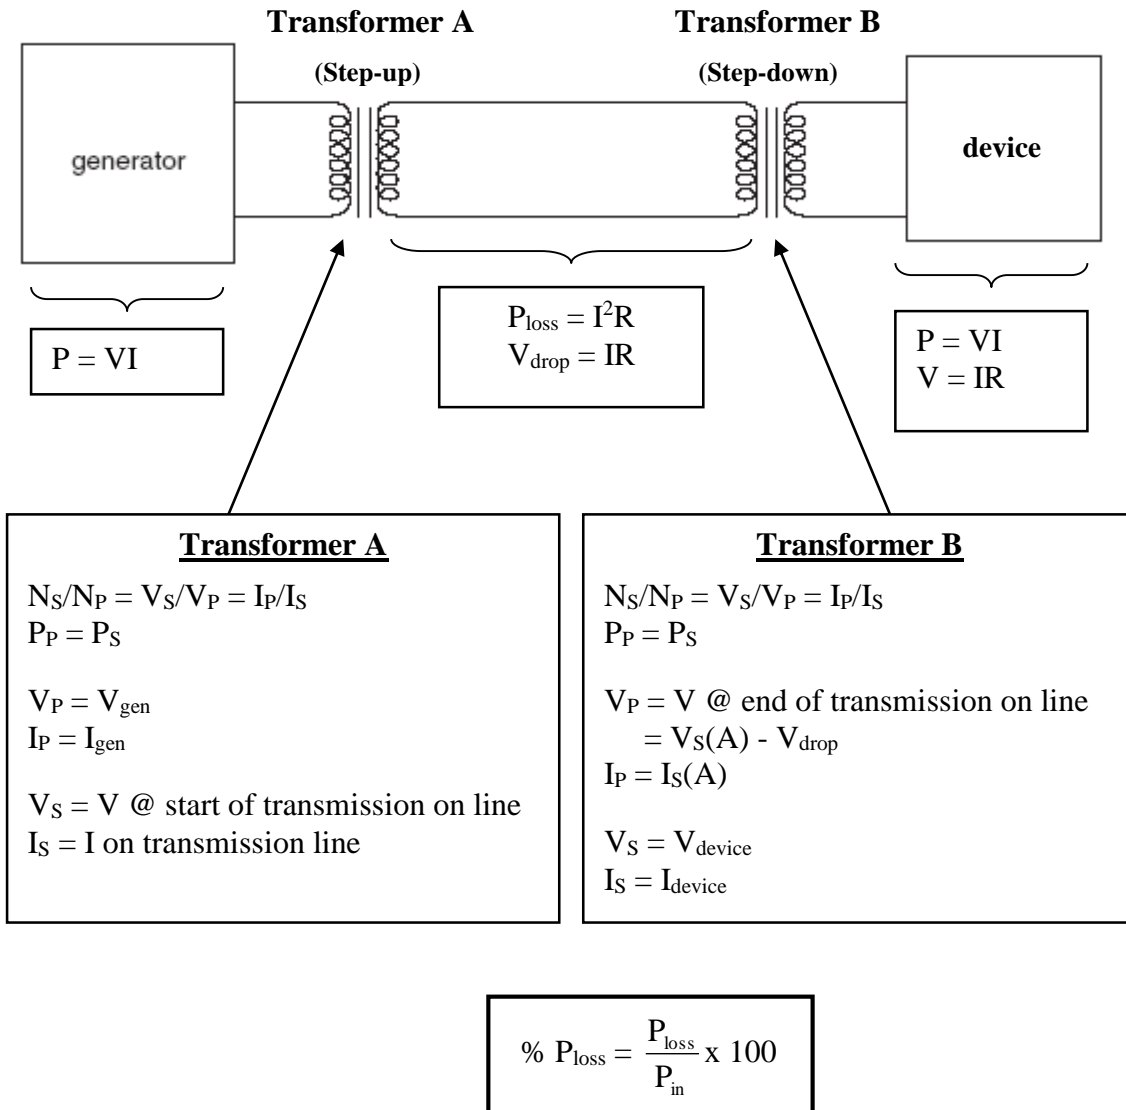 Transformer A
Transformer B
(Step-up)
(Step-down)
generator
device
P = VI
P_loss = I²R
V_drop = IR
P = VI
V = IR
Transformer A
N_S/N_P = V_S/V_P = I_P/I_S
P_P = P_S
V_P = V_gen
I_P = I_gen
V_S = V @ start of transmission on line
I_S = I on transmission line
Transformer B
N_S/N_P = V_S/V_P = I_P/I_S
P_P = P_S
V_P = V @ end of transmission on line
= V_S(A) - V_drop
I_P = I_S(A)
V_S = V_device
I_S = I_device
% P_loss = P_loss / P_in x 100